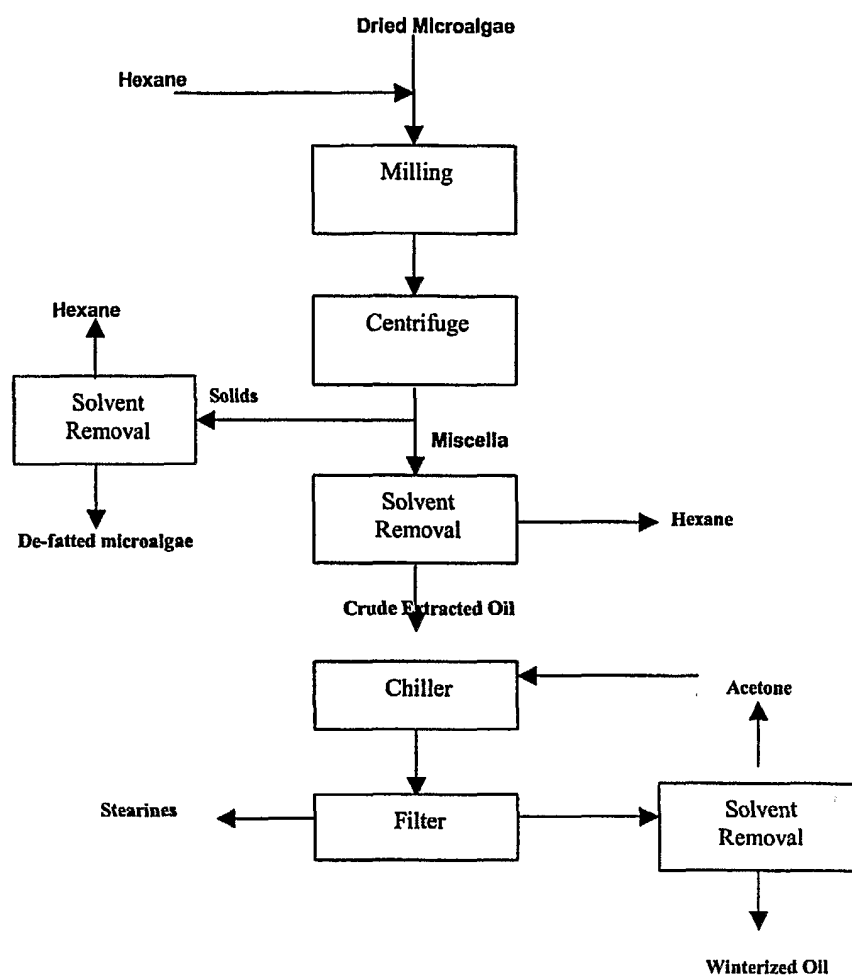 Dried Microalgae
Hexane
Milling
Centrifuge
Hexane
Solvent
Removal
Solids
Miscella
De-fatted microalgae
Solvent
Removal
Hexane
Crude Extracted Oil
Chiller
Acetone
Stearines
Filter
Solvent
Removal
Winterized Oil